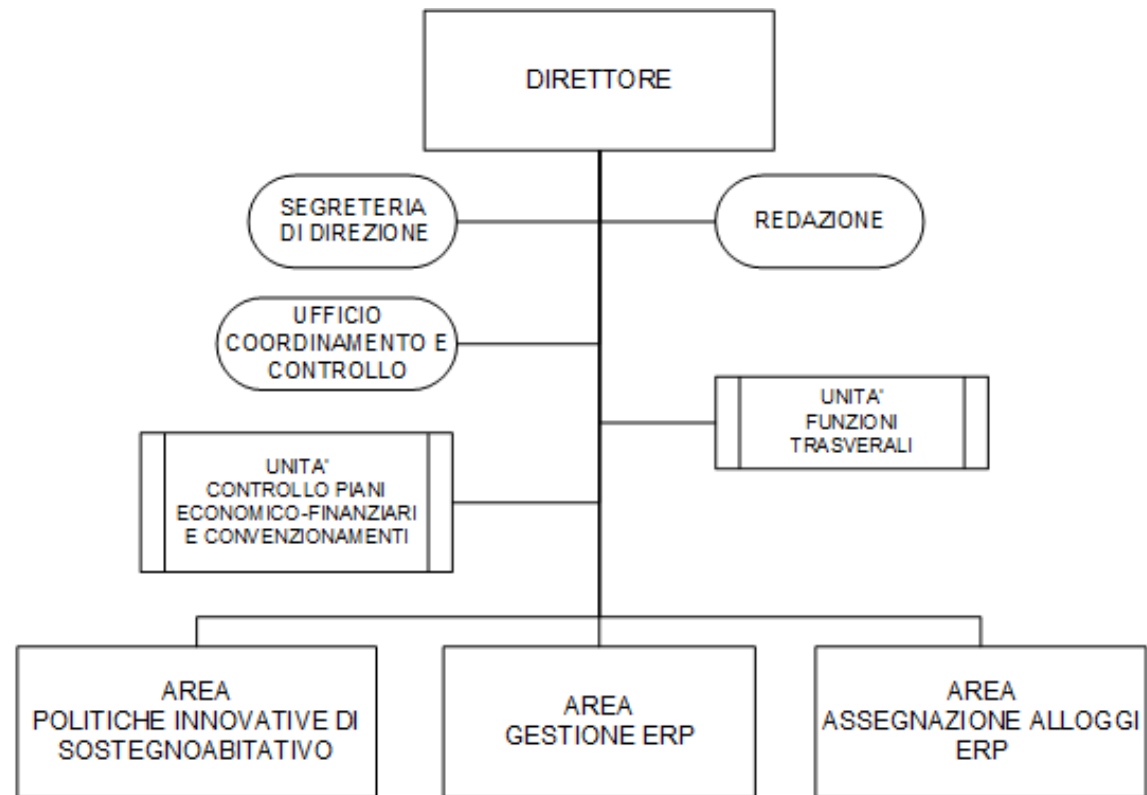 DIRETTORE
SEGRETERIA
DI DIREZIONE
REDAZIONE
UFFICIO
COORDINAMENTO E
CONTROLLO
UNITA'
FUNZIONI
TRASVERALI
UNITA'
CONTROLLO PIANI
ECONOMICO-FINANZIARI
E CONVENZIONAMENTI
AREA
POLITICHE INNOVATIVE DI
SOSTEGNOABITATIVO
AREA
GESTIONE ERP
AREA
ASSEGNAZIONE ALLOGGI
ERP